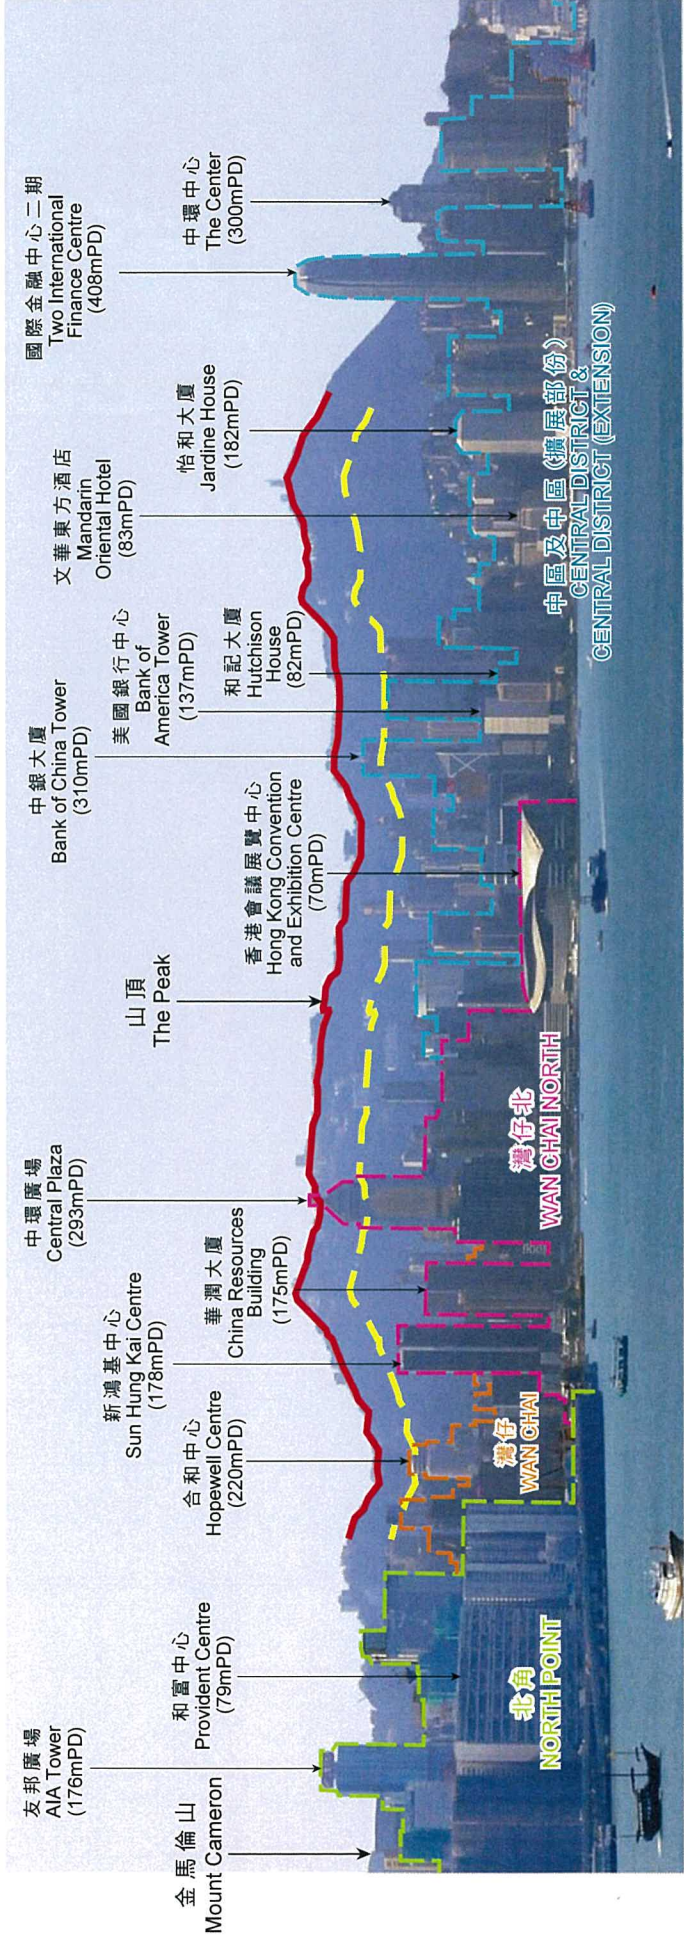 友邦廣場
AIA Tower
(176mPD)
金馬倫山
Mount Cameron
和富中心
Provident Centre
(79mPD)
合和中心
Hopewell Centre
(220mPD)
新鴻基中心
Sun Hung Kai Centre
(178mPD)
華潤大廈
China Resources
Building
(175mPD)
中環廣場
Central Plaza
(293mPD)
山頂
The Peak
香港會議展覽中心
Hong Kong Convention
and Exhibition Centre
(70mPD)
中銀大廈
Bank of China Tower
(310mPD)
美國銀行中心
Bank of
America Tower
(137mPD)
和記大廈
Hutchison
House
(82mPD)
文華東方酒店
Mandarin
Oriental Hotel
(83mPD)
怡和大廈
Jardine House
(182mPD)
國際金融中心二期
Two International
Finance Centre
(408mPD)
中環中心
The Center
(300mPD)
北角
NORTH POINT
灣仔
WAN CHAI
灣仔北
WAN CHAI NORTH
中區及中區(擴展部份)
CENTRAL DISTRICT &
CENTRAL DISTRICT (EXTENSION)